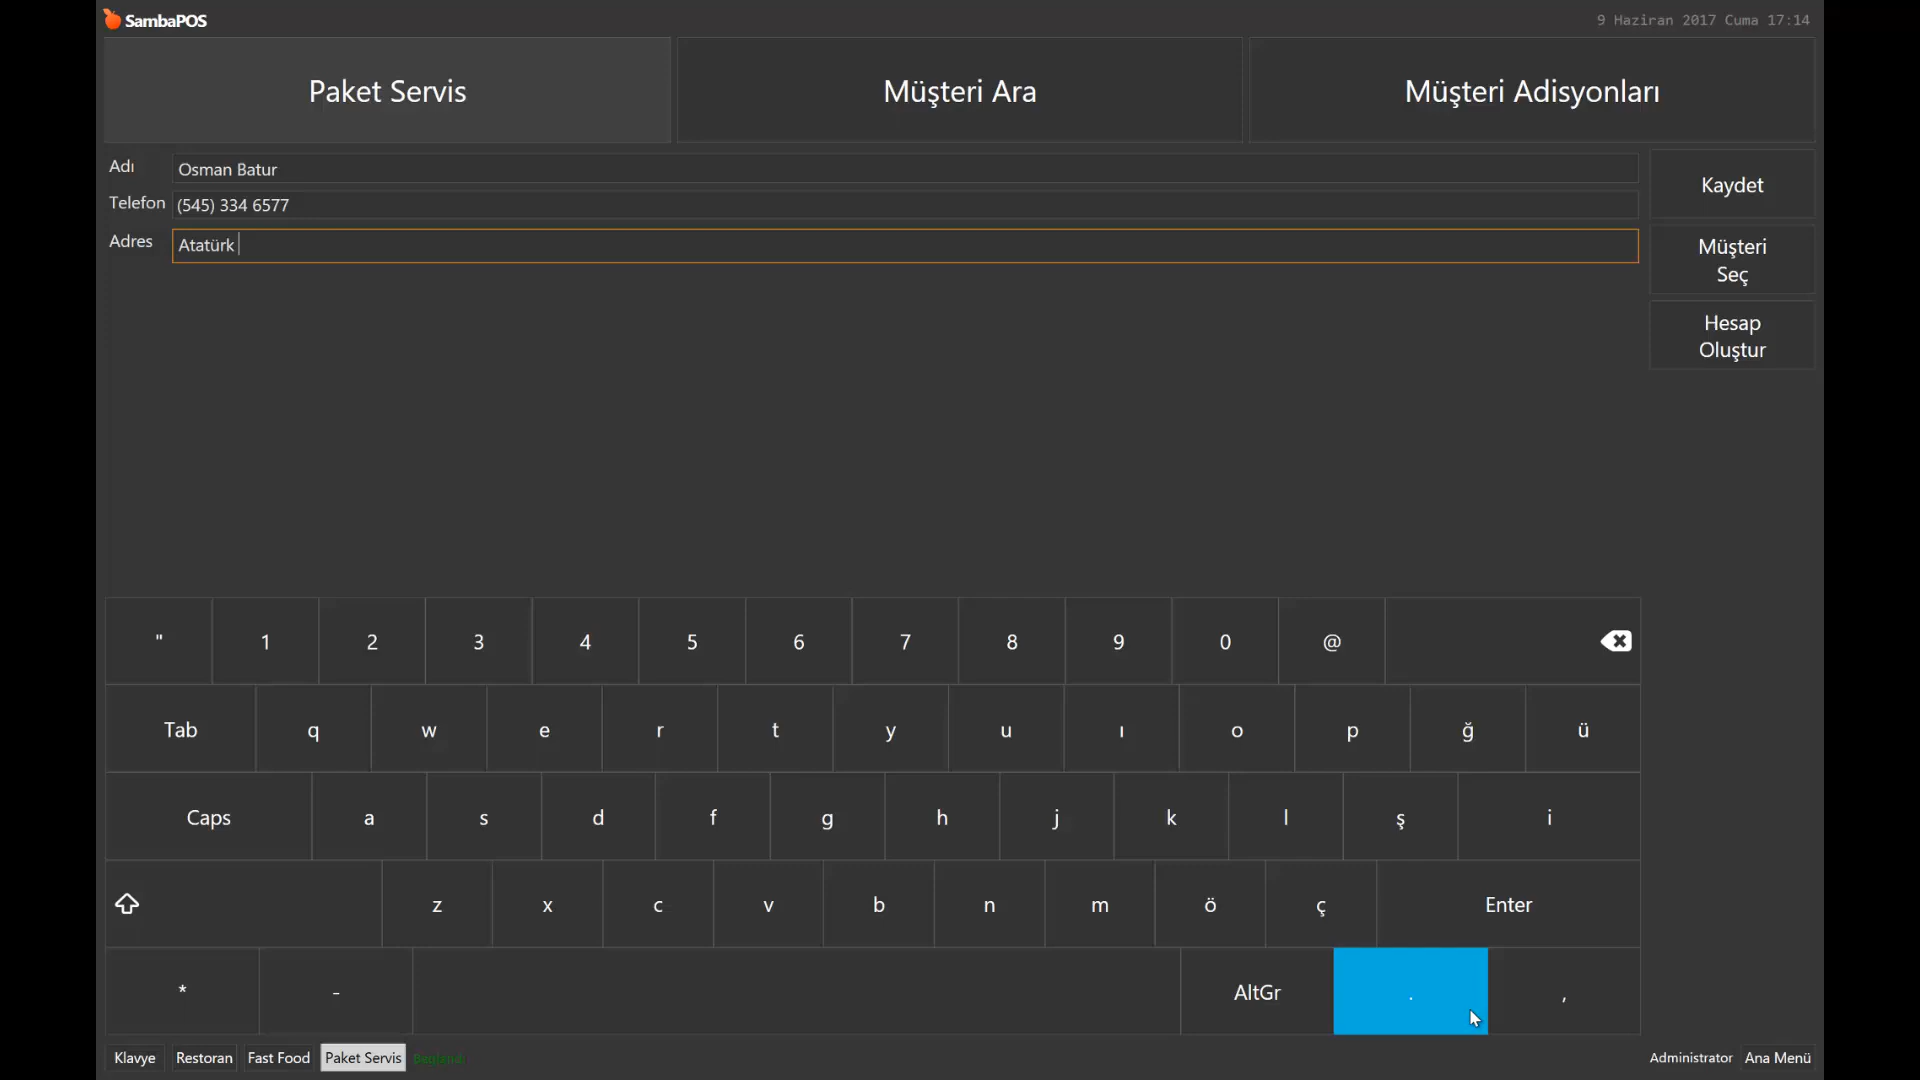 SambaPOS
9 Haziran 2017 Cuma 17:14
Paket Servis
Müşteri Ara
Müşteri Adisyonları
Adı
Osman Batur
Telefon
(545) 334 6577
Adres
Atatürk
Kaydet
Müşteri
Seç
Hesap
Oluştur
" 1 2 3 4 5 6 7 8 9 0 @
Tab q w e r t y u ı o p ğ ü
Caps a s d f g h j k l ş i
z x c v b n m ö ç Enter
* - AltGr . ,
Klavye Restoran Fast Food Paket Servis
Administrator Ana Menü